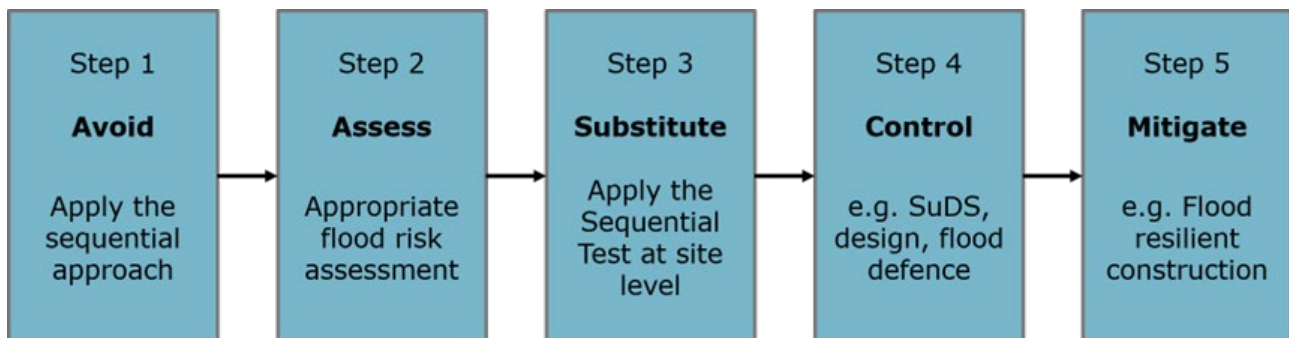 Step 1
Avoid
Apply the
sequential
approach
Step 2
Assess
Appropriate
flood risk
assessment
Step 3
Substitute
Apply the
Sequential
Test at site
level
Step 4
Control
e.g. SuDS,
design, flood
defence
Step 5
Mitigate
e.g. Flood
resilient
construction